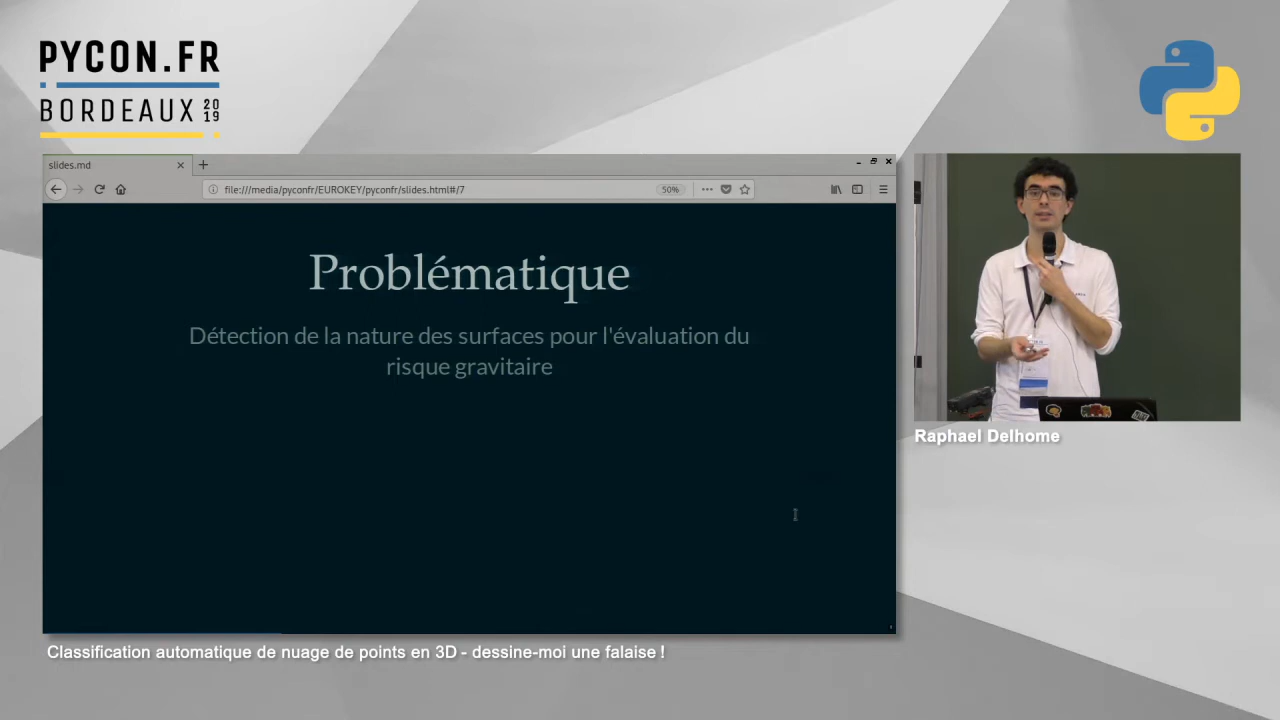 PYCON.FR
BORDEAUX 2019
slides.md
file:///media/pyconfr/EUROKEY/pyconfr/slides.html#/7
50%
Problématique
Détection de la nature des surfaces pour l'évaluation du
risque gravitaire
Raphael Delhome
Classification automatique de nuage de points en 3D - dessine-moi une falaise !